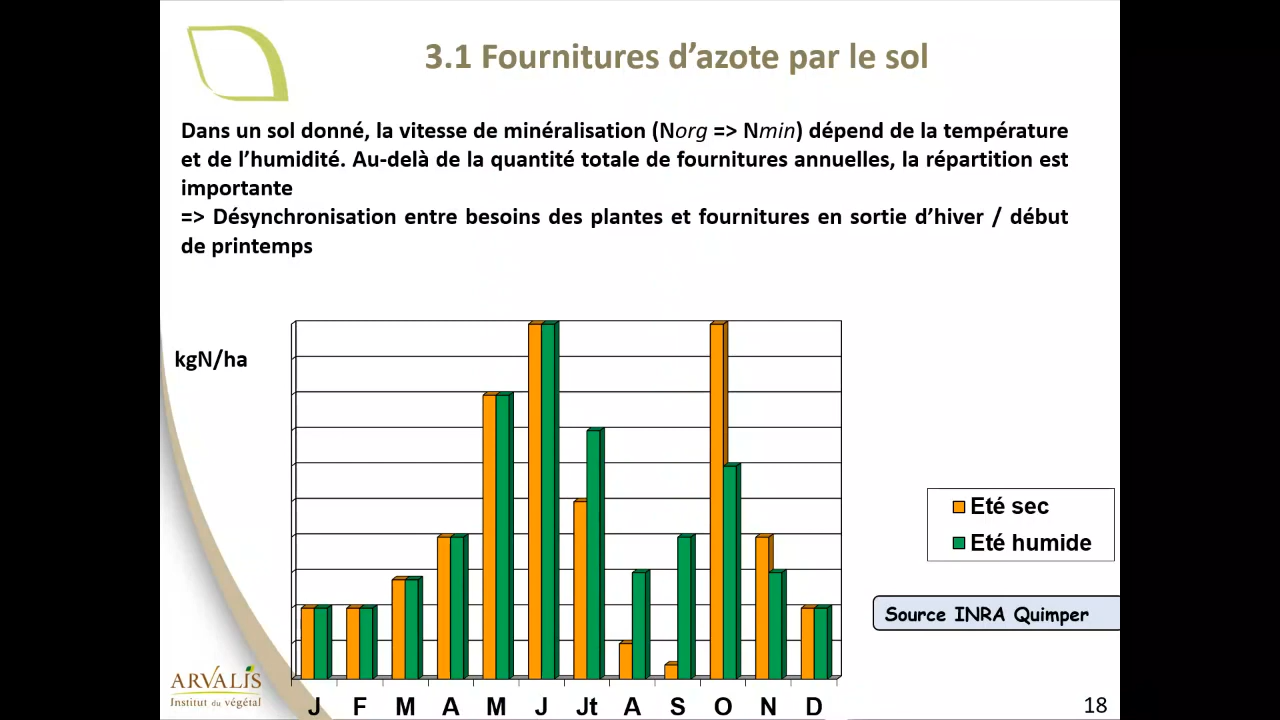 3.1 Fournitures d’azote par le sol
Dans un sol donné, la vitesse de minéralisation (Norg => Nmin) dépend de la température
et de l’humidité. Au-delà de la quantité totale de fournitures annuelles, la répartition est
importante
=> Désynchronisation entre besoins des plantes et fournitures en sortie d’hiver / début
de printemps
kgN/ha
Eté sec
Eté humide
Source INRA Quimper
ARVALIS
Institut du végétal
J F M A M J Jt A S O N D
18